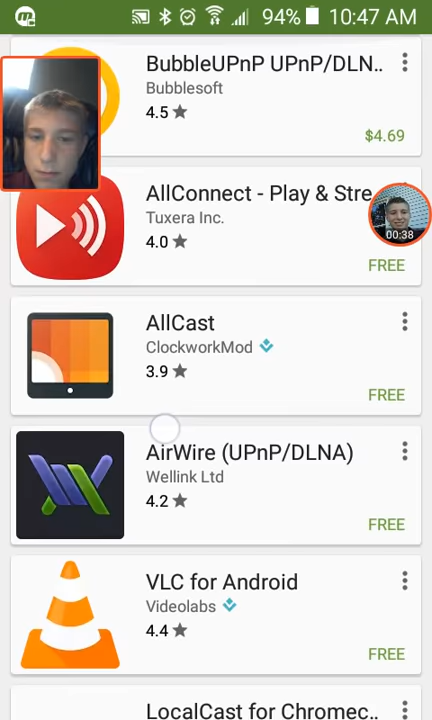 94% 10:47 AM
BubbleUPnP UPnP/DLN..
Bubblesoft
4.5
$4.69
AllConnect - Play & Stre
Tuxera Inc.
4.0
00:38
FREE
AllCast
ClockworkMod
3.9
FREE
AirWire (UPnP/DLNA)
Wellink Ltd
4.2
FREE
VLC for Android
Videolabs
4.4
FREE
LocalCast for Chromec..